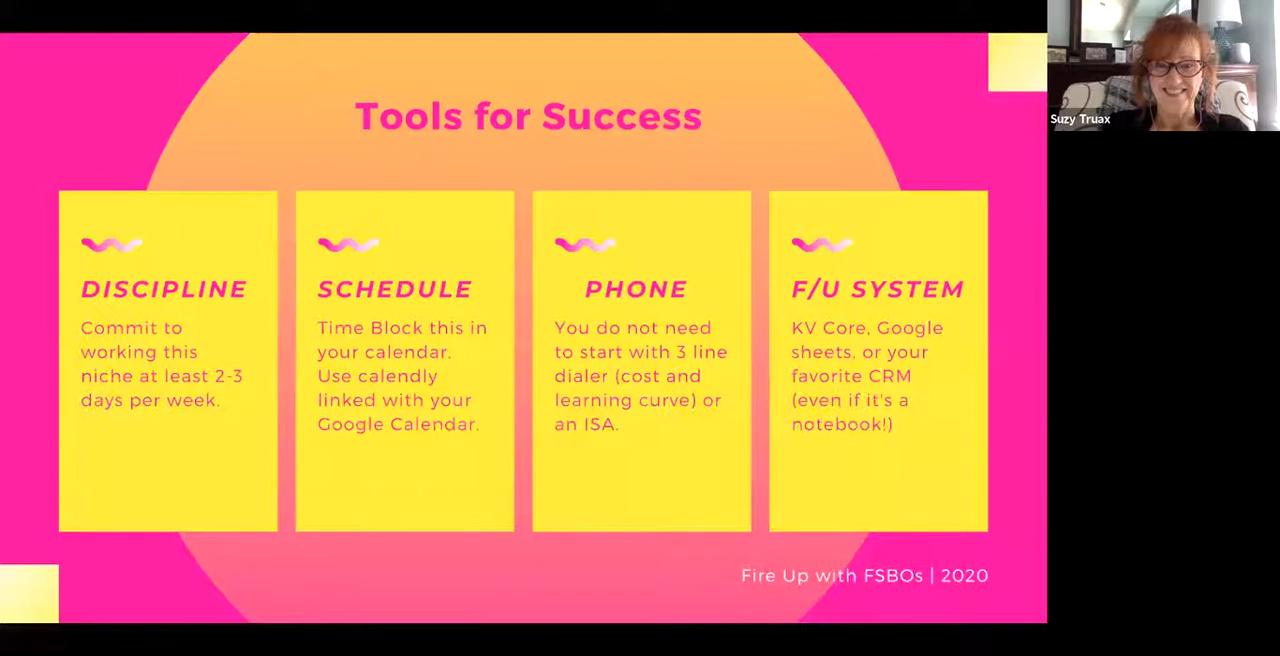 Tools for Success
DISCIPLINE
Commit to
working this
niche at least 2-3
days per week.
SCHEDULE
Time Block this in
your calendar.
Use calendly
linked with your
Google Calendar.
PHONE
You do not need
to start with 3 line
dialer (cost and
learning curve) or
an ISA.
F/U SYSTEM
KV Core, Google
sheets, or your
favorite CRM
(even if it's a
notebook!)
Fire Up with FSBOs | 2020
Suzy Truax